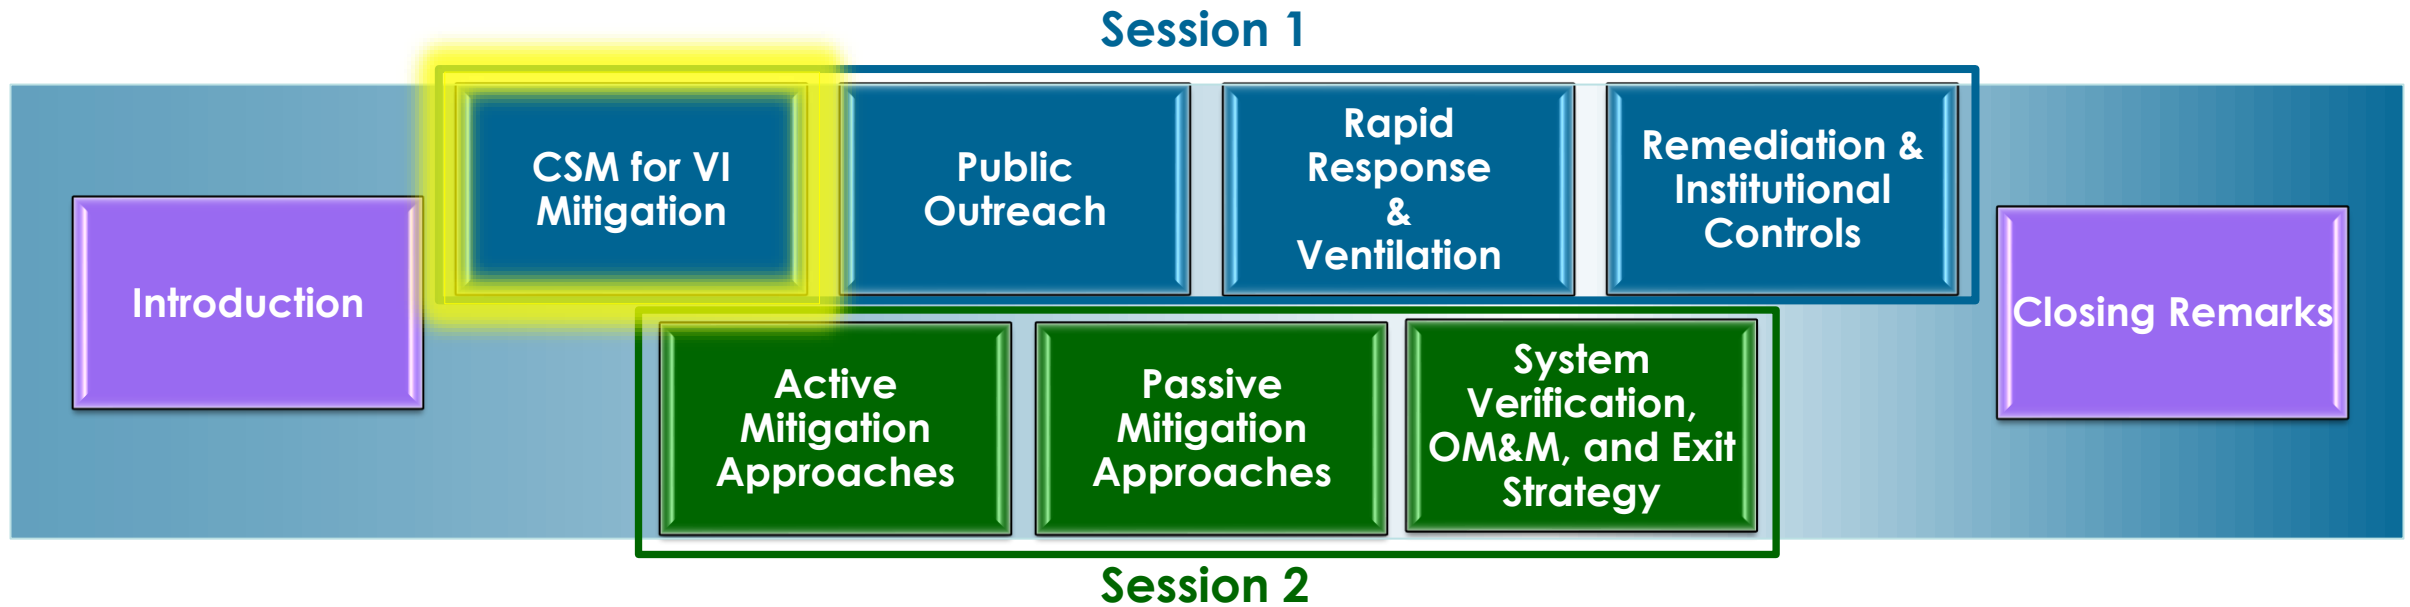 Session 1
Introduction
CSM for VI
Mitigation
Public
Outreach
Rapid
Response
&
Ventilation
Remediation &
Institutional
Controls
Active
Mitigation
Approaches
Passive
Mitigation
Approaches
System
Verification,
OM&M, and Exit
Strategy
Closing Remarks
Session 2